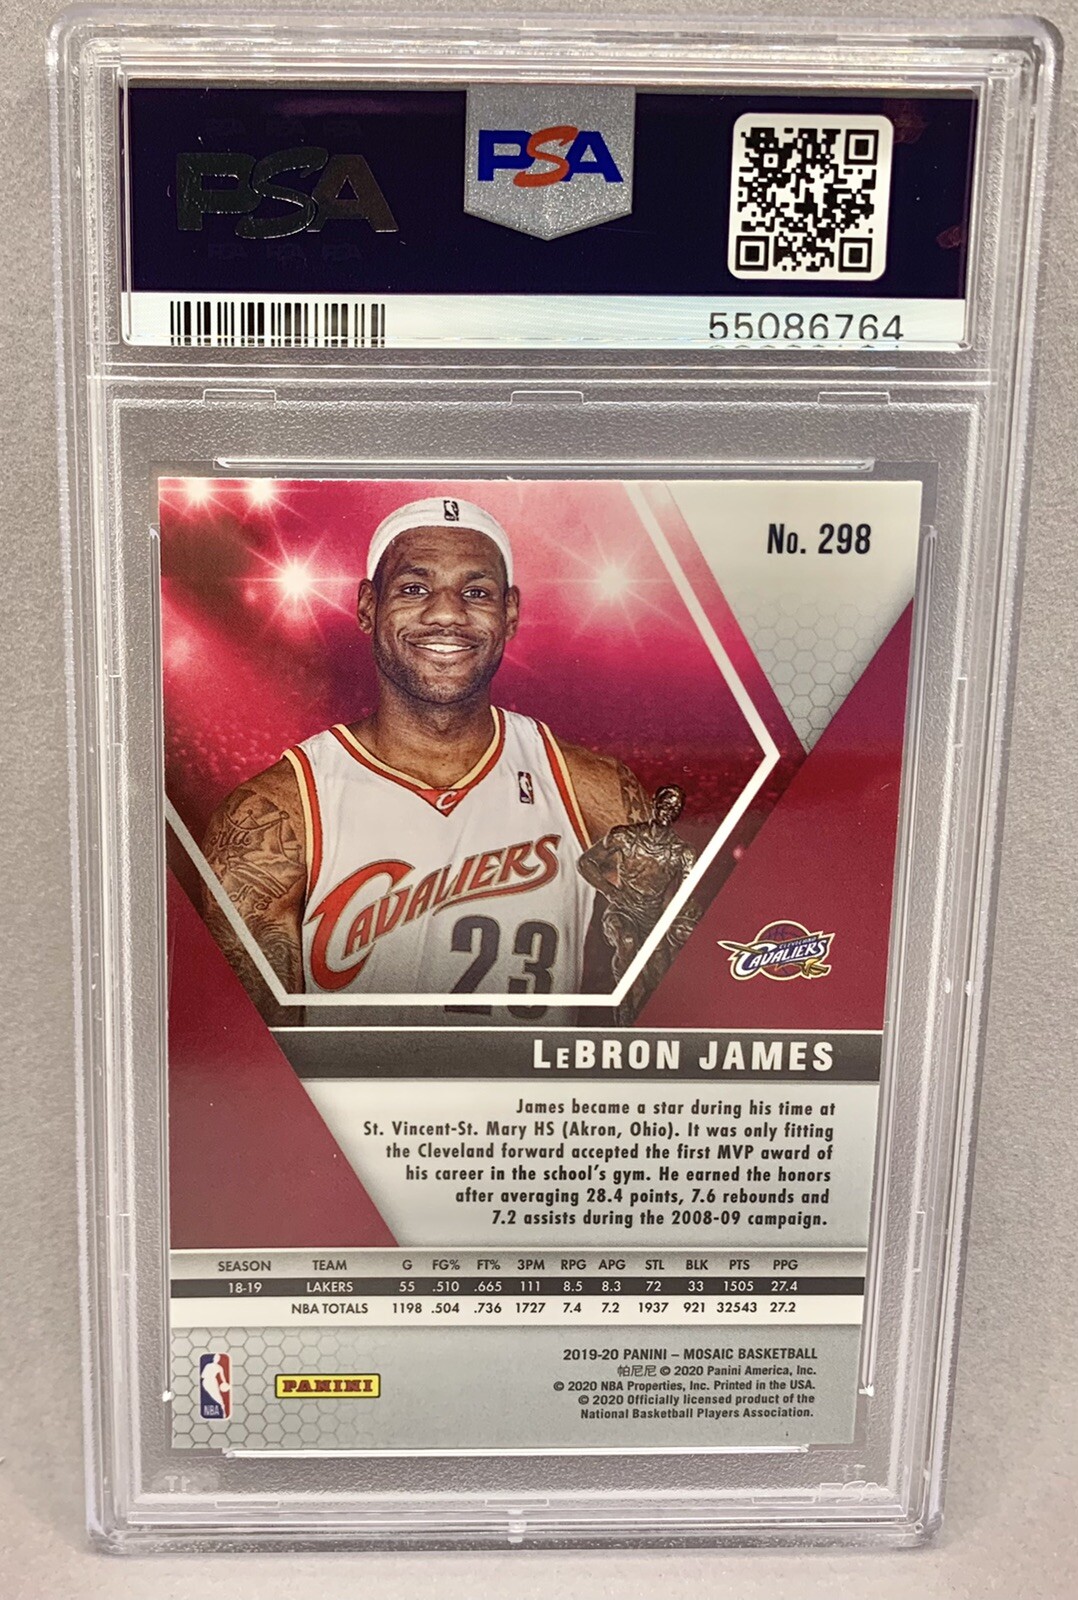 PSA
PSA
55086764
No. 298
C
CAVALIERS
23
CLEVELAND
CAVALIERS
LeBRON JAMES
James became a star during his time at
St. Vincent-St. Mary HS (Akron, Ohio). It was only fitting
the Cleveland forward accepted the first MVP award of
his career in the school's gym. He earned the honors
after averaging 28.4 points, 7.6 rebounds and
7.2 assists during the 2008-09 campaign.
SEASON TEAM G FG% FT% 3PM RPG APG STL BLK PTS PPG
18-19 LAKERS 55 .510 .665 111 8.5 8.3 72 33 1505 27.4
NBA TOTALS 1198 .504 .736 1727 7.4 7.2 1937 921 32543 27.2
NBA
PANINI
2019-20 PANINI – MOSAIC BASKETBALL
帕尼尼 © 2020 Panini America, Inc.
© 2020 NBA Properties, Inc. Printed in the USA.
© 2020 Officially licensed product of the
National Basketball Players Association.